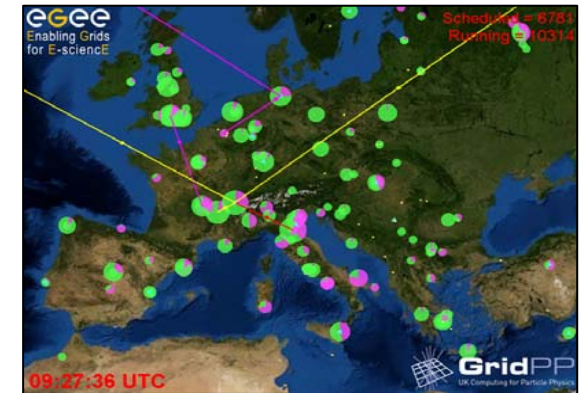 eGee
Enabling Grids
for E-sciencE
Scheduled = 6781
Running = 10314
09:27:36 UTC
GridPP
UK Computing for Particle Physics